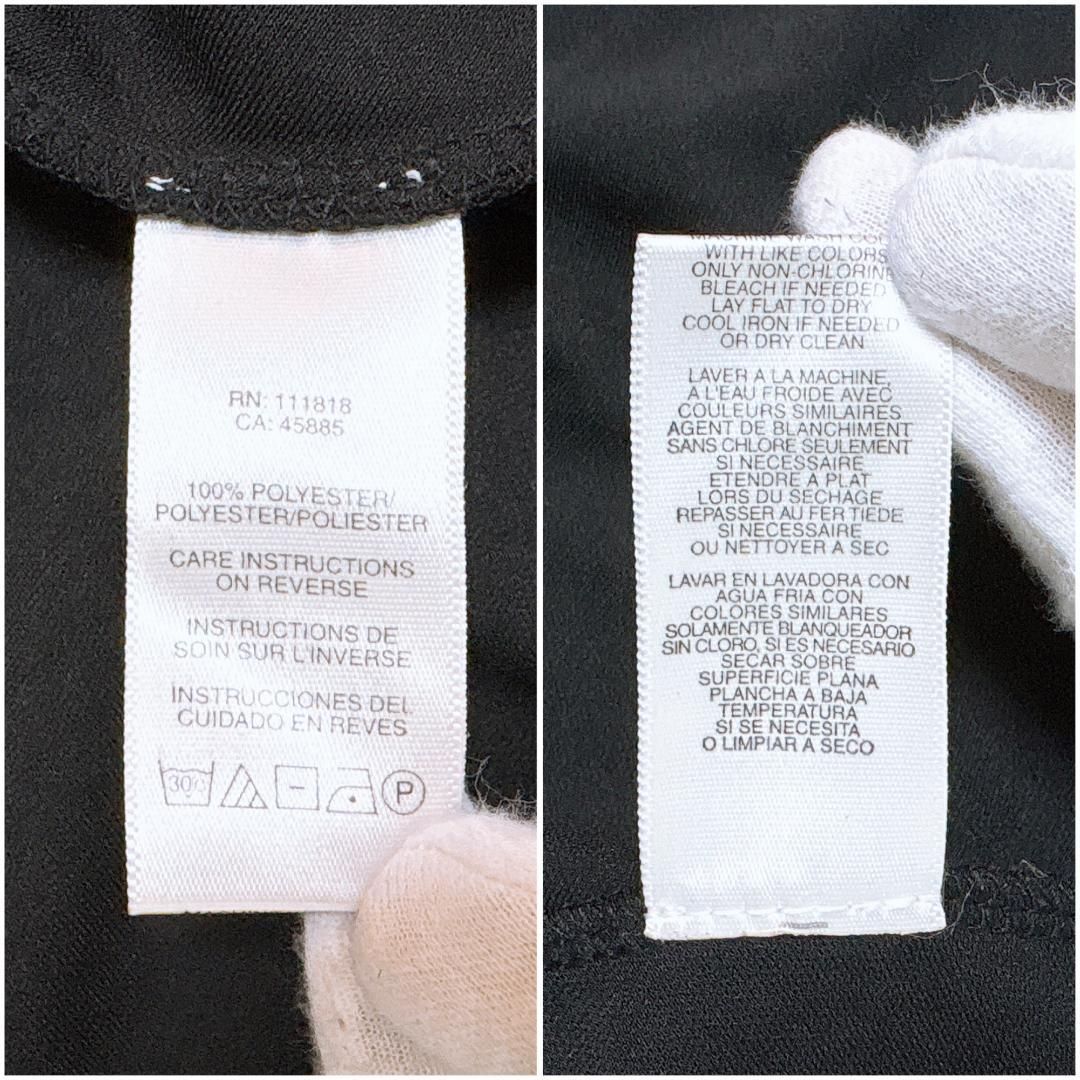 RN: 111818
CA: 45885
100% POLYESTER/
POLYESTER/POLIESTER
CARE INSTRUCTIONS
ON REVERSE
INSTRUCTIONS DE
SOIN SUR L'INVERSE
INSTRUCCIONES DEL
CUIDADO EN REVES
30C
P
MACHINE WASH
WITH LIKE COLORS
ONLY NON-CHLORINE
BLEACH IF NEEDED
LAY FLAT TO DRY
COOL IRON IF NEEDED
OR DRY CLEAN
LAVER A LA MACHINE,
A L'EAU FROIDE AVEC
COULEURS SIMILAIRES
AGENT DE BLANCHIMENT
SANS CHLORE SEULEMENT
SI NECESSAIRE
ETENDRE A PLAT
LORS DU SECHAGE
REPASSER AU FER TIEDE
SI NECESSAIRE
OU NETTOYER A SEC
LAVAR EN LAVADORA CON
AGUA FRIA CON
COLORES SIMILARES
SOLAMENTE BLANQUEADOR
SIN CLORO, SI ES NECESARIO
SECAR SOBRE
SUPERFICIE PLANA
PLANCHA A BAJA
TEMPERATURA
SI SE NECESITA
O LIMPIAR A SECO